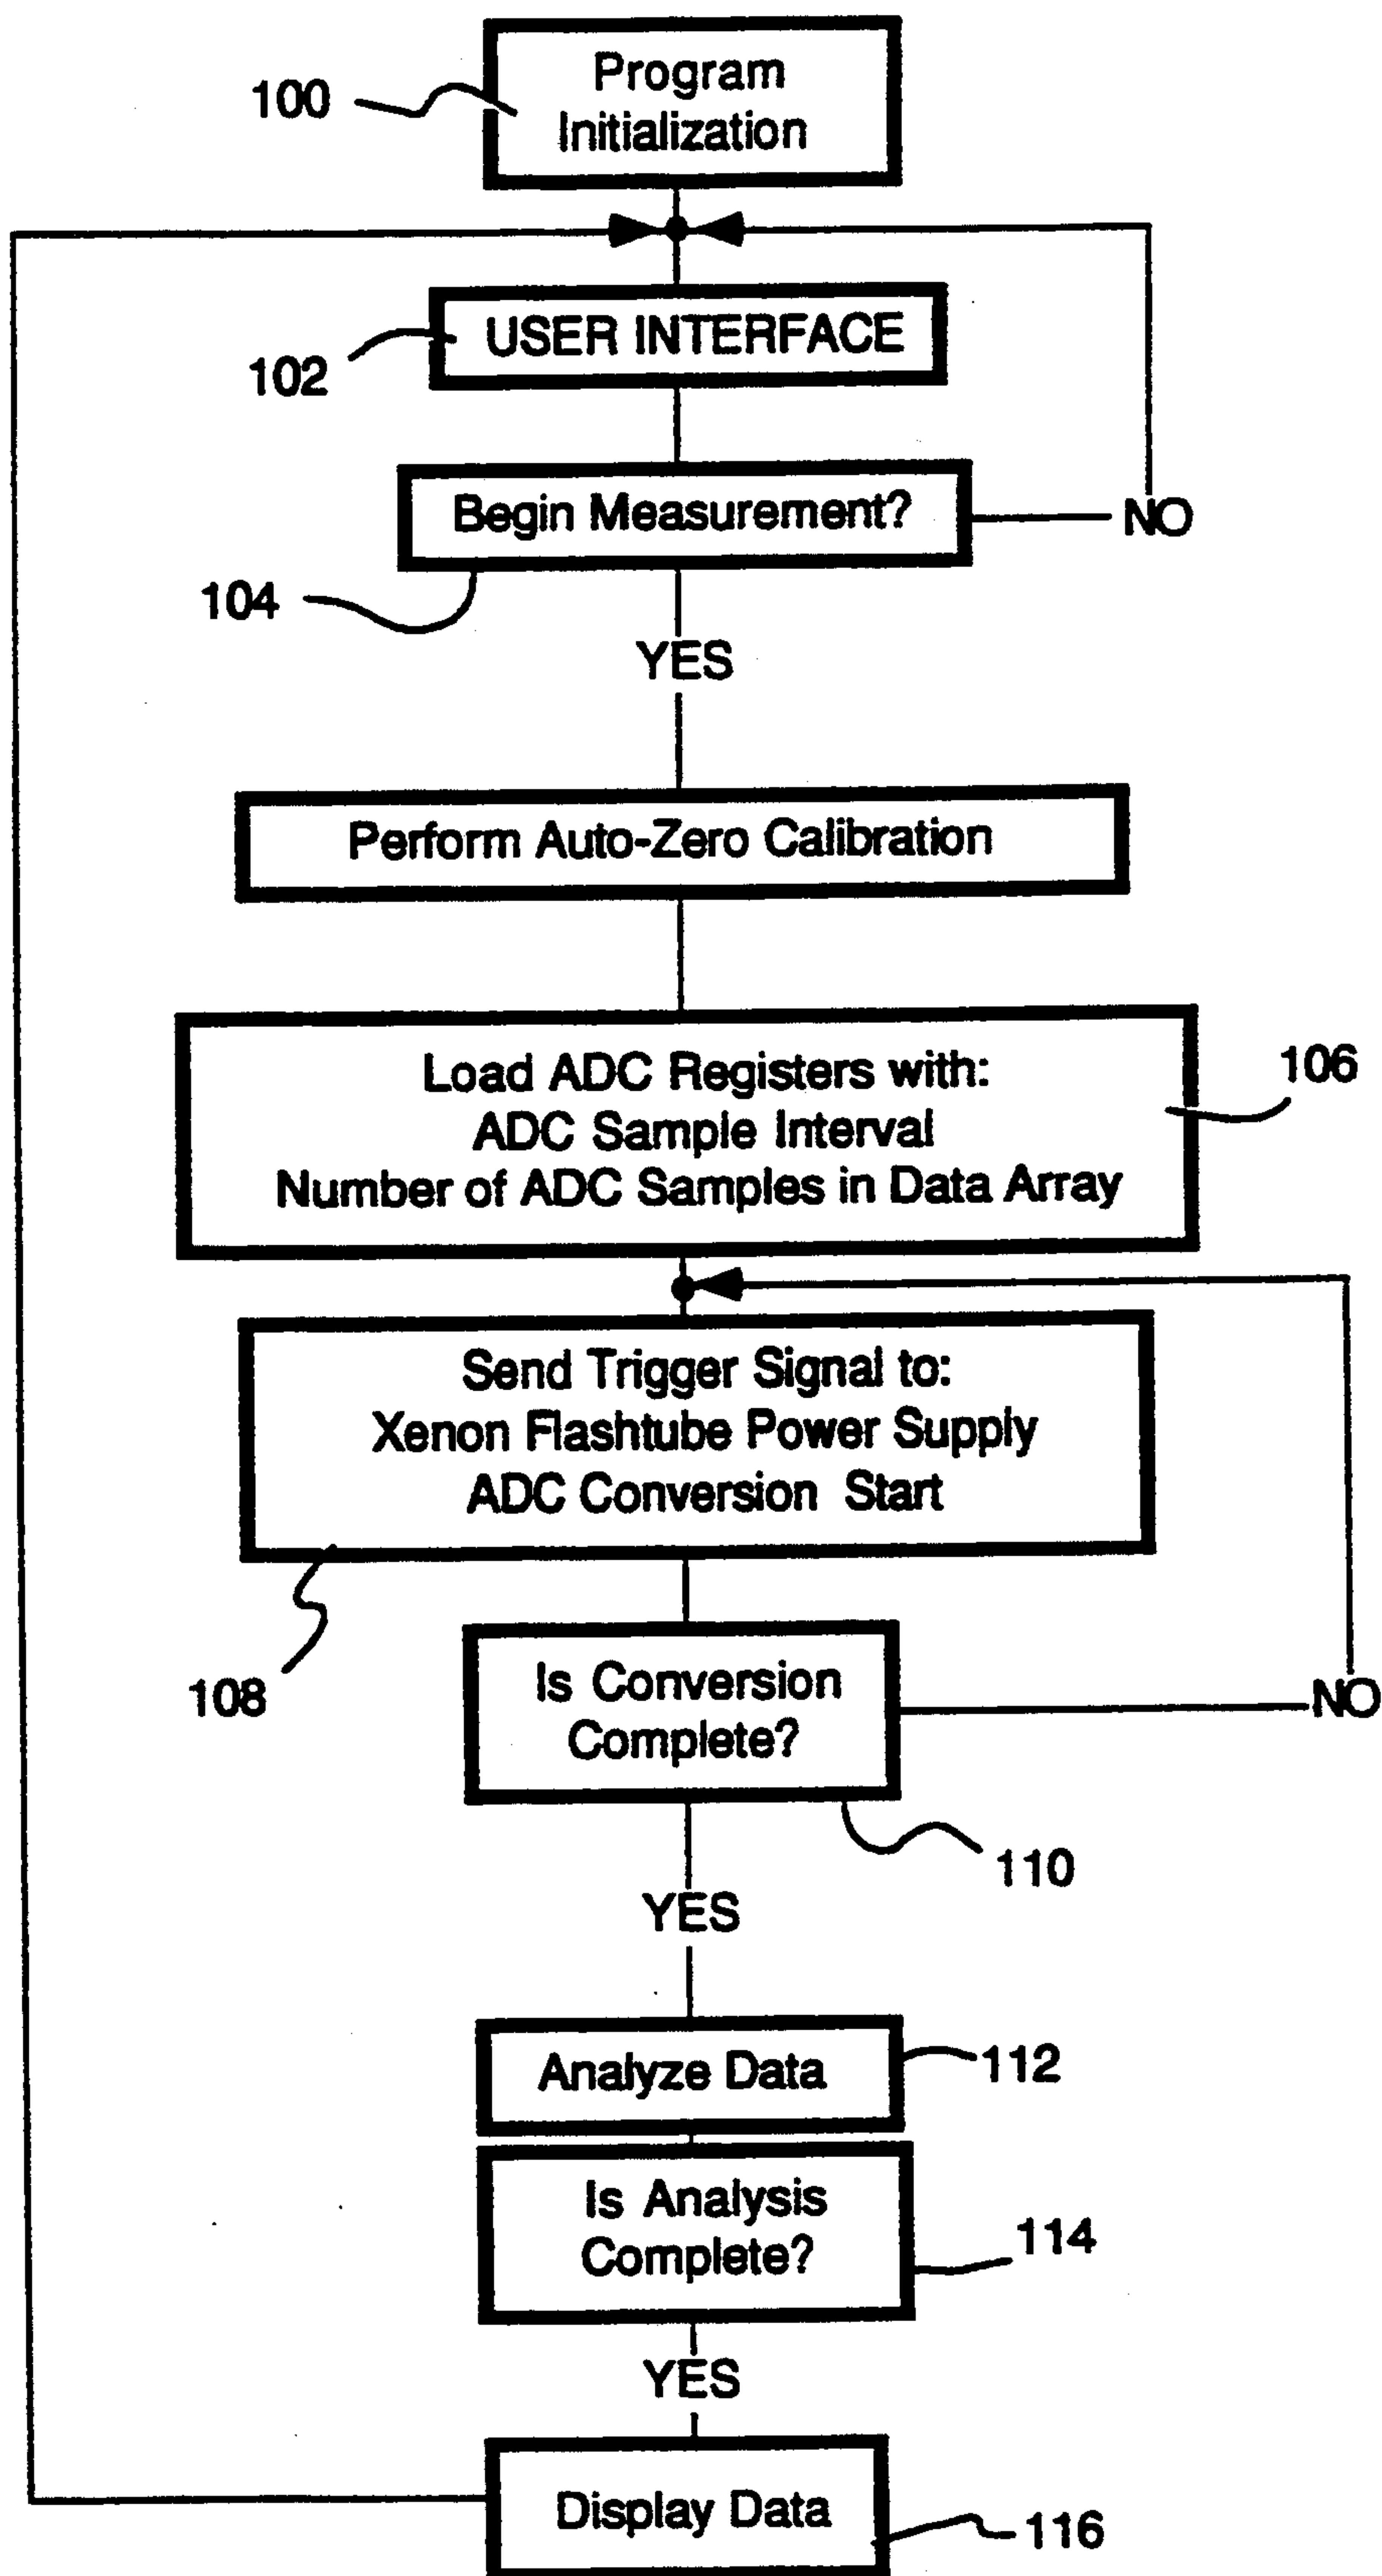 Program
Initialization
100
USER INTERFACE
102
Begin Measurement?
NO
104
YES
Perform Auto-Zero Calibration
Load ADC Registers with:
ADC Sample Interval
Number of ADC Samples in Data Array
106
Send Trigger Signal to:
Xenon Flashtube Power Supply
ADC Conversion Start
108
Is Conversion
Complete?
NO
110
YES
Analyze Data
112
Is Analysis
Complete?
114
YES
Display Data
116